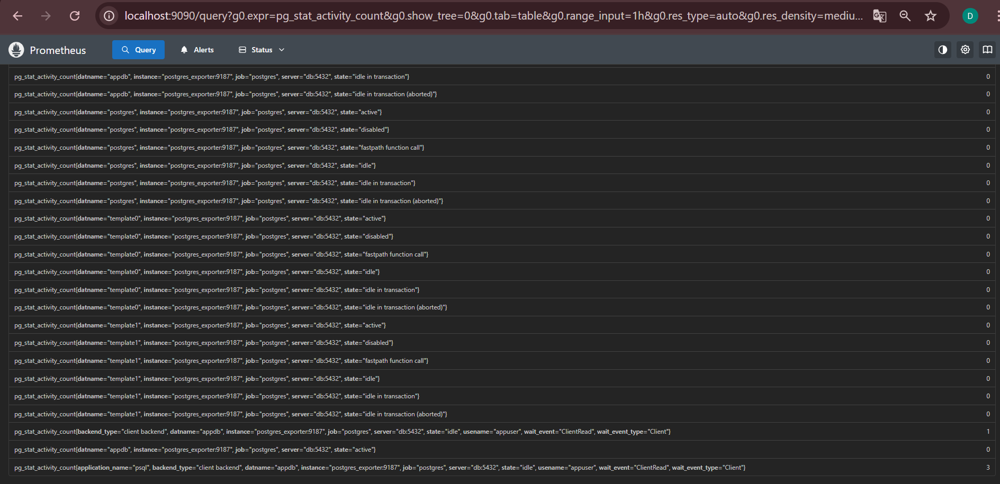 localhost:9090/query?g0.expr=pg_stat_activity_count&g0.show_tree=0&g0.tab=table&g0.range_input=1h&g0.res_type=auto&g0.res_density=mediu...
D
Prometheus Query Alerts Status
pg_stat_activity_count{datname="appdb", instance="postgres_exporter:9187", job="postgres", server="db:5432", state="idle in transaction"} 0
pg_stat_activity_count{datname="appdb", instance="postgres_exporter:9187", job="postgres", server="db:5432", state="idle in transaction (aborted)"} 0
pg_stat_activity_count{datname="postgres", instance="postgres_exporter:9187", job="postgres", server="db:5432", state="active"} 0
pg_stat_activity_count{datname="postgres", instance="postgres_exporter:9187", job="postgres", server="db:5432", state="disabled"} 0
pg_stat_activity_count{datname="postgres", instance="postgres_exporter:9187", job="postgres", server="db:5432", state="fastpath function call"} 0
pg_stat_activity_count{datname="postgres", instance="postgres_exporter:9187", job="postgres", server="db:5432", state="idle"} 0
pg_stat_activity_count{datname="postgres", instance="postgres_exporter:9187", job="postgres", server="db:5432", state="idle in transaction"} 0
pg_stat_activity_count{datname="postgres", instance="postgres_exporter:9187", job="postgres", server="db:5432", state="idle in transaction (aborted)"} 0
pg_stat_activity_count{datname="template0", instance="postgres_exporter:9187", job="postgres", server="db:5432", state="active"} 0
pg_stat_activity_count{datname="template0", instance="postgres_exporter:9187", job="postgres", server="db:5432", state="disabled"} 0
pg_stat_activity_count{datname="template0", instance="postgres_exporter:9187", job="postgres", server="db:5432", state="fastpath function call"} 0
pg_stat_activity_count{datname="template0", instance="postgres_exporter:9187", job="postgres", server="db:5432", state="idle"} 0
pg_stat_activity_count{datname="template0", instance="postgres_exporter:9187", job="postgres", server="db:5432", state="idle in transaction"} 0
pg_stat_activity_count{datname="template0", instance="postgres_exporter:9187", job="postgres", server="db:5432", state="idle in transaction (aborted)"} 0
pg_stat_activity_count{datname="template1", instance="postgres_exporter:9187", job="postgres", server="db:5432", state="active"} 0
pg_stat_activity_count{datname="template1", instance="postgres_exporter:9187", job="postgres", server="db:5432", state="disabled"} 0
pg_stat_activity_count{datname="template1", instance="postgres_exporter:9187", job="postgres", server="db:5432", state="fastpath function call"} 0
pg_stat_activity_count{datname="template1", instance="postgres_exporter:9187", job="postgres", server="db:5432", state="idle"} 0
pg_stat_activity_count{datname="template1", instance="postgres_exporter:9187", job="postgres", server="db:5432", state="idle in transaction"} 0
pg_stat_activity_count{datname="template1", instance="postgres_exporter:9187", job="postgres", server="db:5432", state="idle in transaction (aborted)"} 0
pg_stat_activity_count{backend_type="client backend", datname="appdb", instance="postgres_exporter:9187", job="postgres", server="db:5432", state="idle", usename="appuser", wait_event="ClientRead", wait_event_type="Client"} 1
pg_stat_activity_count{datname="appdb", instance="postgres_exporter:9187", job="postgres", server="db:5432", state="active"} 0
pg_stat_activity_count{application_name="psql", backend_type="client backend", datname="appdb", instance="postgres_exporter:9187", job="postgres", server="db:5432", state="idle", usename="appuser", wait_event="ClientRead", wait_event_type="Client"} 3